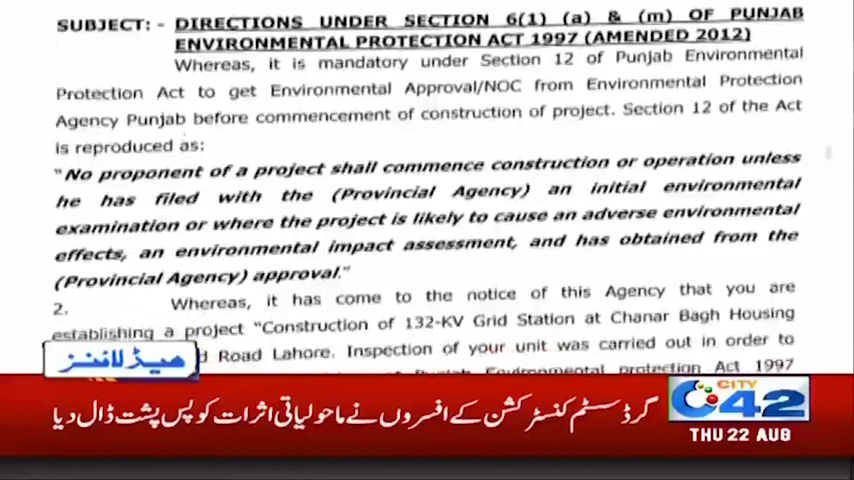 SUBJECT: - DIRECTIONS UNDER SECTION 6(1) (a) & (m) OF PUNJAB
ENVIRONMENTAL PROTECTION ACT 1997 (AMENDED 2012)
Whereas, it is mandatory under Section 12 of Punjab Environmental
Protection Act to get Environmental Approval/NOC from Environmental Protection
Agency Punjab before commencement of construction of project. Section 12 of the Act
is reproduced as:
"No proponent of a project shall commence construction or operation unless
he has filed with the (Provincial Agency) an initial environmental
examination or where the project is likely to cause an adverse environmental
effects, an environmental impact assessment, and has obtained from the
(Provincial Agency) approval."
2. Whereas, it has come to the notice of this Agency that you are
establishing a project "Construction of 132-KV Grid Station at Chanar Bagh Housing
Road Lahore. Inspection of your unit was carried out in order to
of Punjab Environmental protection Act 1997
ہیڈلائنز
گرڈ سسٹم کنسٹرکشن کے افسروں نے ماحولیاتی اثرات کو پس پشت ڈال دیا
CITY
42
THU 22 AUG